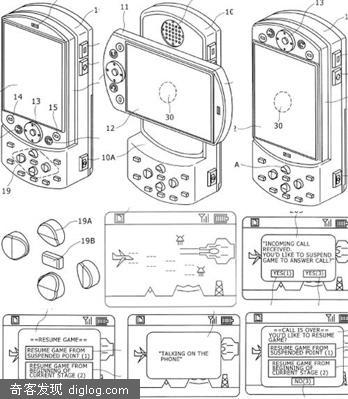 11
10
13
14
13
15
12
30
30
19
10A
A
19A
19B
"INCOMING CALL
RECEIVED.
YOU'D LIKE TO SUSPEND
GAME TO ANSWER CALL?
YES(1)
YES(3)
==RESUME GAME==
RESUME GAME FROM
SUSPENDED POINT (1)
RESUME GAME FROM
BEGINNING OF
CURRENT STAGE (2)
"TALKING ON THE
PHONE"
==CALL IS OVER==
YOU'D LIKE TO RESUME
GAME?
RESUME GAME FROM
SUSPENDED POINT (1)
RESUME GAME FROM
BEGINNING OF
CURRENT STAGE (2)
NO(3)
奇客发现 diglog.com